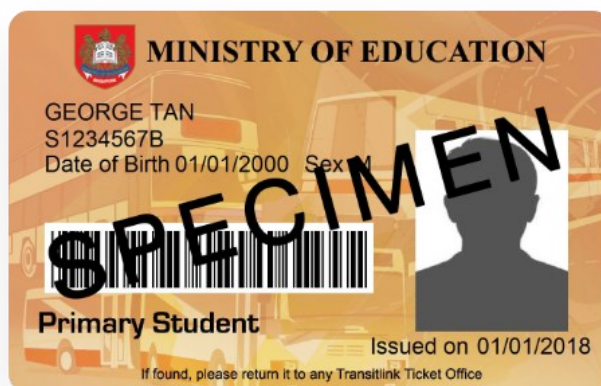 MINISTRY OF EDUCATION
GEORGE TAN
S1234567B
Date of Birth 01/01/2000 Sex M
SPECIMEN
Primary Student
Issued on 01/01/2018
If found, please return it to any Transitlink Ticket Office